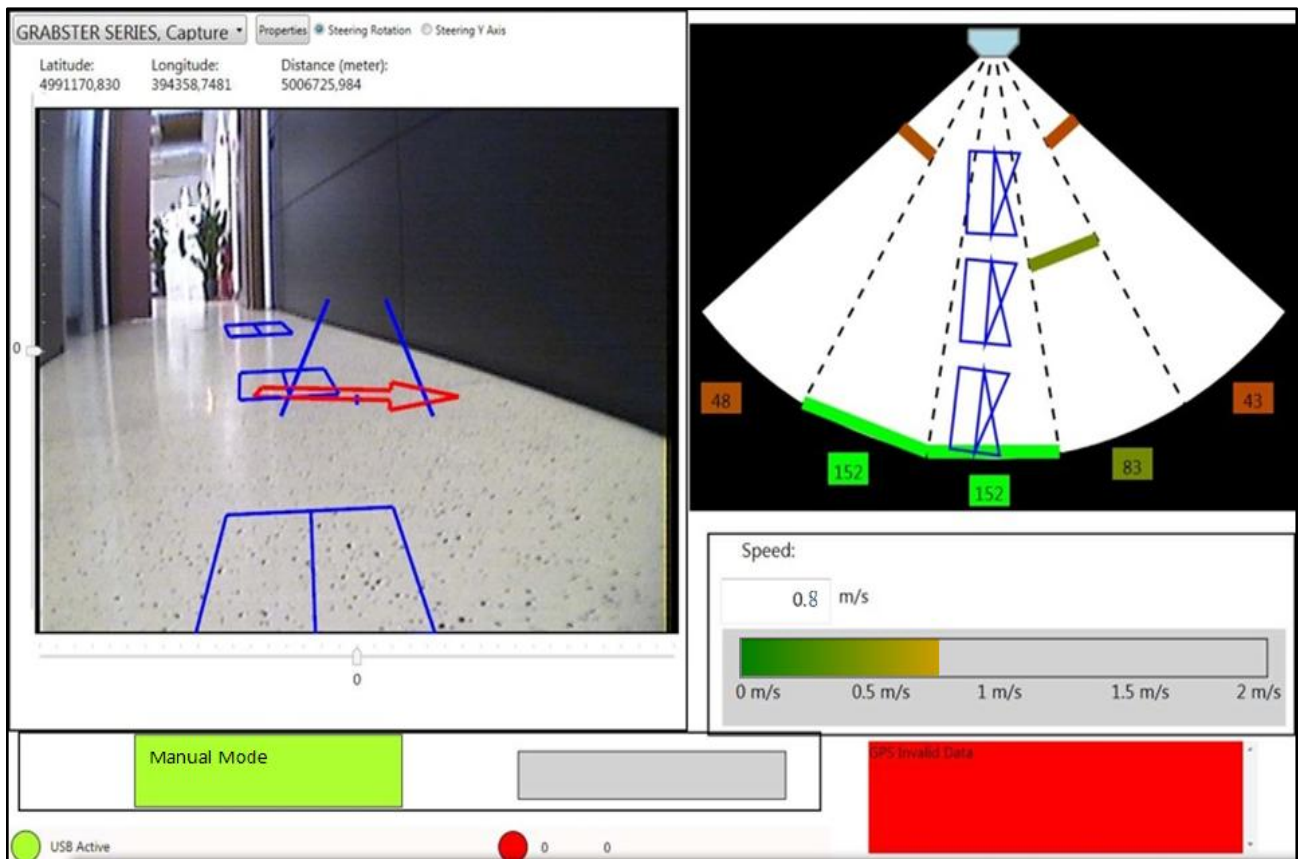 GRABSTER SERIES, Capture Properties Steering Rotation Steering Y Axis
Latitude: Longitude: Distance (meter):
4991170,830 394358,7481 5006725,984
0
0
48
152
152
83
43
Speed:
0.8 m/s
0 m/s 0.5 m/s 1 m/s 1.5 m/s 2 m/s
Manual Mode
GPS Invalid Data
USB Active
0 0